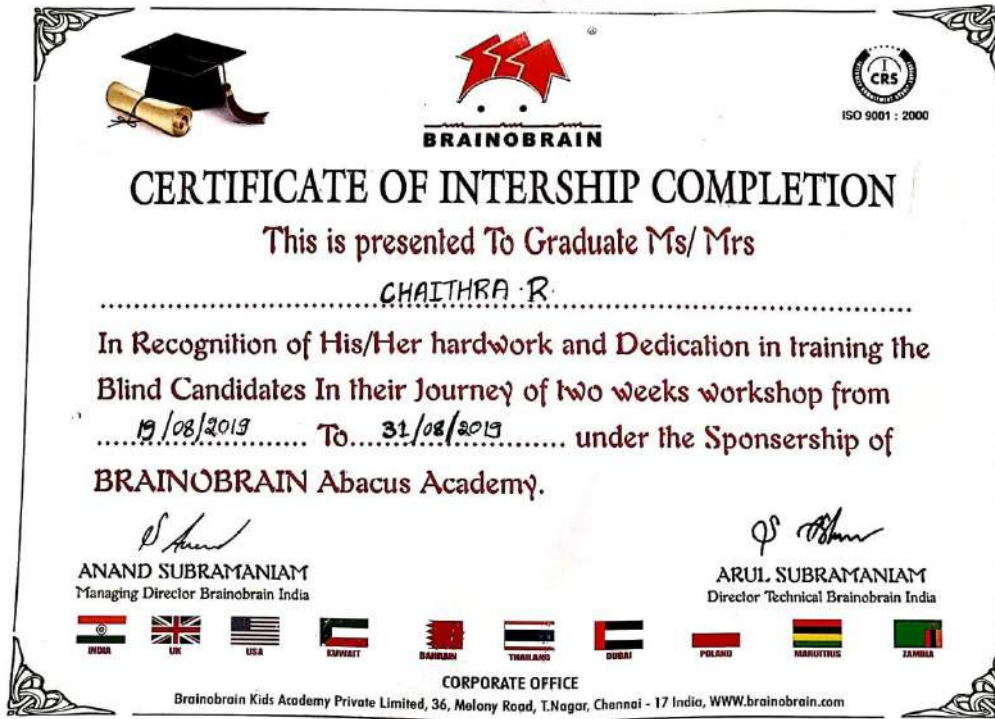 CRS
ISO 9001 : 2000
BRAINOBRAIN
CERTIFICATE OF INTERSHIP COMPLETION
This is presented To Graduate Ms/ Mrs
CHAITHRA R.
In Recognition of His/Her hardwork and Dedication in training the
Blind Candidates In their Journey of two weeks workshop from
19/08/2019 To 31/08/2019 under the Sponsership of
BRAINOBRAIN Abacus Academy.
ANAND SUBRAMANIAM
Managing Director Brainobrain India
ARUL SUBRAMANIAM
Director Technical Brainobrain India
INDIA UK USA KUWAIT BAHRAIN THAILAND DUBAI POLAND MAURITIUS ZAMBIA
CORPORATE OFFICE
Brainobrain Kids Academy Private Limited, 36, Melony Road, T.Nagar, Chennai - 17 India, WWW.brainobrain.com